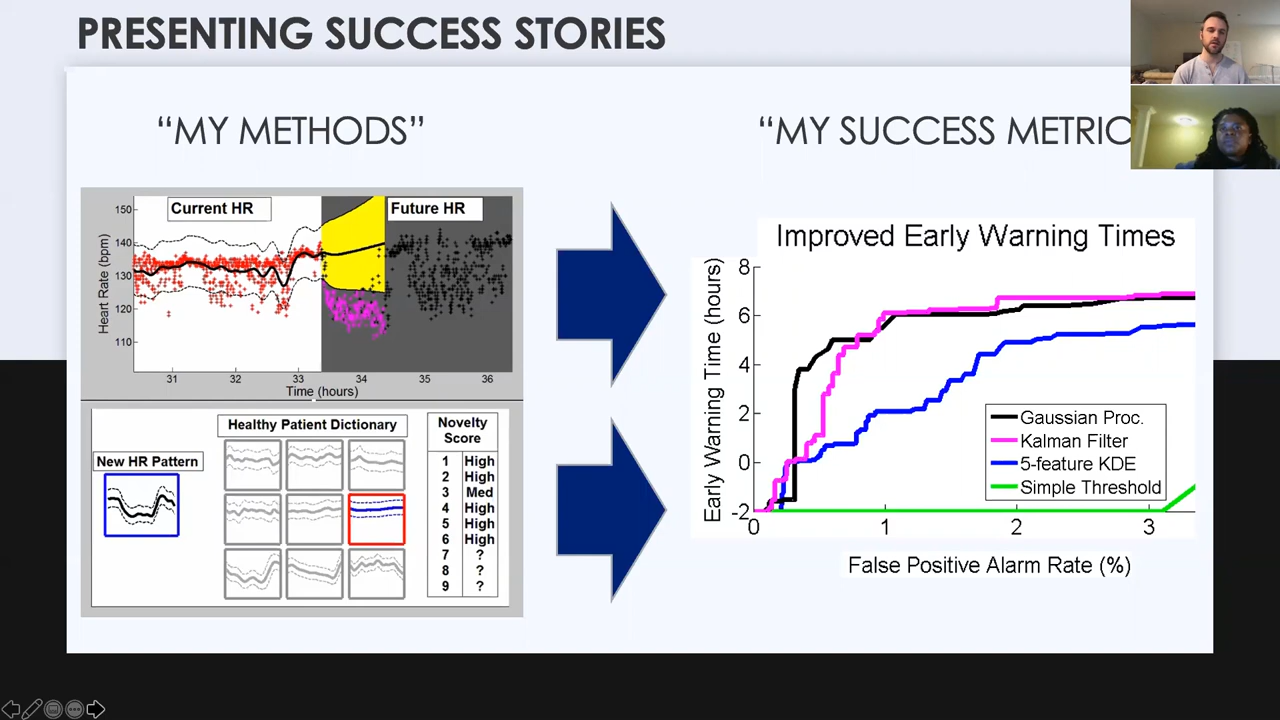 PRESENTING SUCCESS STORIES
“MY METHODS”
“MY SUCCESS METRIC
Current HR
Future HR
Heart Rate (bpm)
150
140
130
120
110
31 32 33 34 35 36
Time (hours)
New HR Pattern
Healthy Patient Dictionary
Novelty
Score
1 High
2 High
3 Med
4 High
5 High
6 High
7 ?
8 ?
9 ?
Improved Early Warning Times
Early Warning Time (hours)
8
6
4
2
0
-2
Gaussian Proc.
Kalman Filter
5-feature KDE
Simple Threshold
0 1 2 3
False Positive Alarm Rate (%)